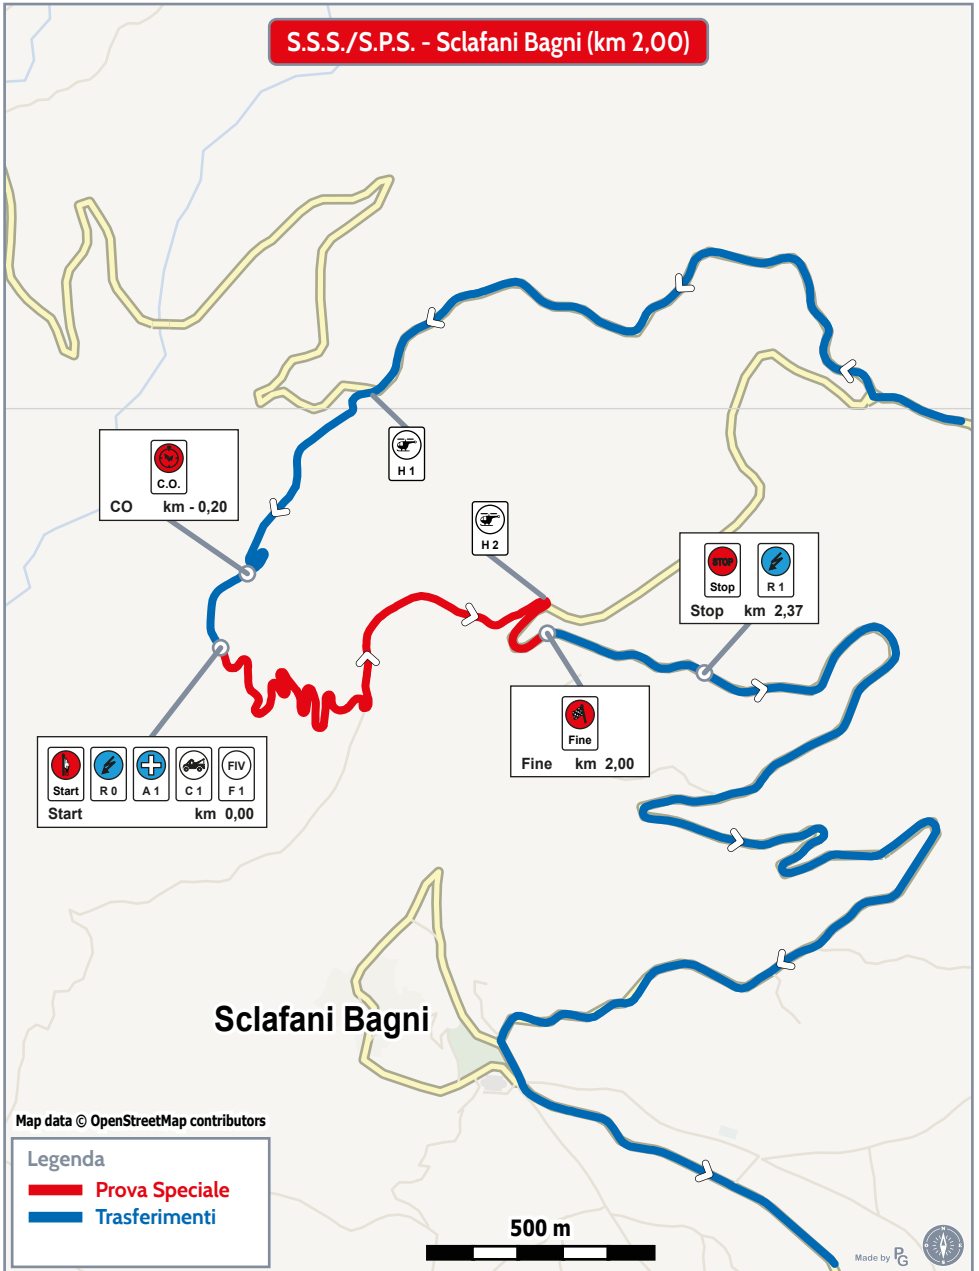 S.S.S./S.P.S. - Sclafani Bagni (km 2,00)
H 1
C.O.
CO km - 0,20
H 2
STOP
Stop R 1
Stop km 2,37
Fine
Fine km 2,00
FIV
Start R 0 A 1 C 1 F 1
Start km 0,00
Sclafani Bagni
Map data © OpenStreetMap contributors
Legenda
Prova Speciale
Trasferimenti
500 m
Made by PG